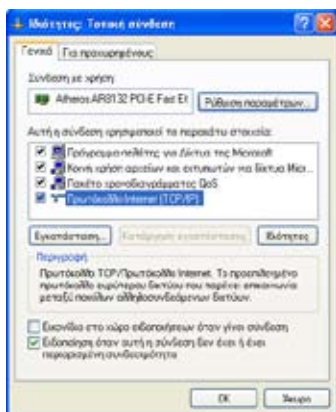 Ιδιότητες: Τοπική σύνδεση
Γενικά Για προχωρημένους
Σύνδεση με χρήση:
Atheros AR8132 PCI-E Fast Et
Ρύθμιση παραμέτρων...
Αυτή η σύνδεση χρησιμοποιεί τα παρακάτω στοιχεία:
Πρόγραμμα-πελάτης για Δίκτυα της Microsoft
Κοινή χρήση αρχείων και εκτυπωτών για δίκτυα Micr...
Πακέτο χρονοδιαγράμματος QoS
Πρωτόκολλο Internet (TCP/IP)
Εγκατάσταση... Κατάργηση εγκατάστασης Ιδιότητες
Περιγραφή
Πρωτόκολλο TCP/Πρωτόκολλο Internet. Το προεπιλεγμένο
πρωτόκολλο ευρύτερου δικτύου που παρέχει επικοινωνία
μεταξύ ποικίλων αλληλοσυνδεόμενων δικτύων.
Εικονίδιο στο χώρο ειδοποιήσεων όταν γίνει σύνδεση
Ειδοποίηση όταν αυτή η σύνδεση δεν έχει ή έχει
περιορισμένη συνδεσιμότητα
OK Άκυρο